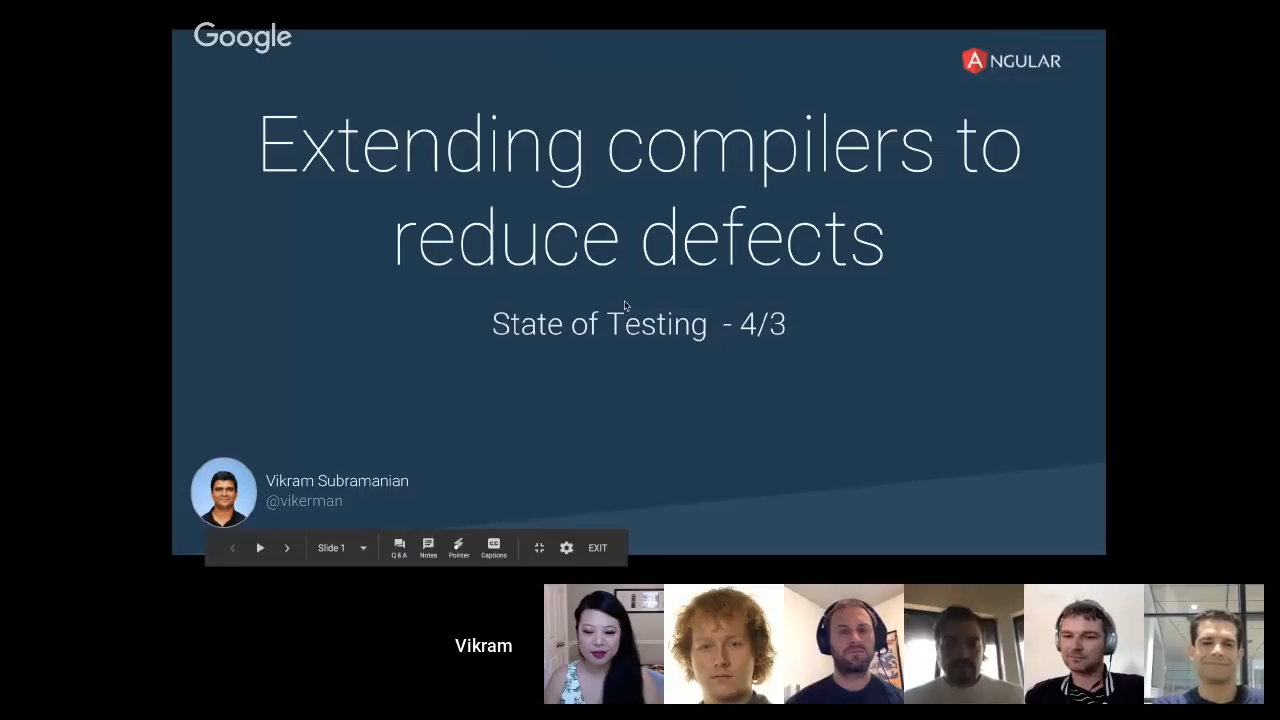 Google
ANGULAR
Extending compilers to
reduce defects
State of Testing - 4/3
Vikram Subramanian
@vikerman
Slide 1
Q & A
Notes
Pointer
CC
Captions
EXIT
Vikram